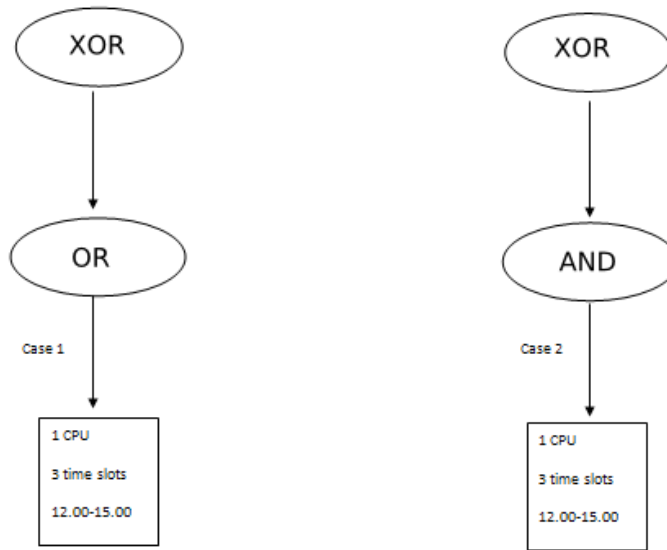 XOR
XOR
OR
AND
Case 1
Case 2
1 CPU
3 time slots
12.00-15.00
1 CPU
3 time slots
12.00-15.00